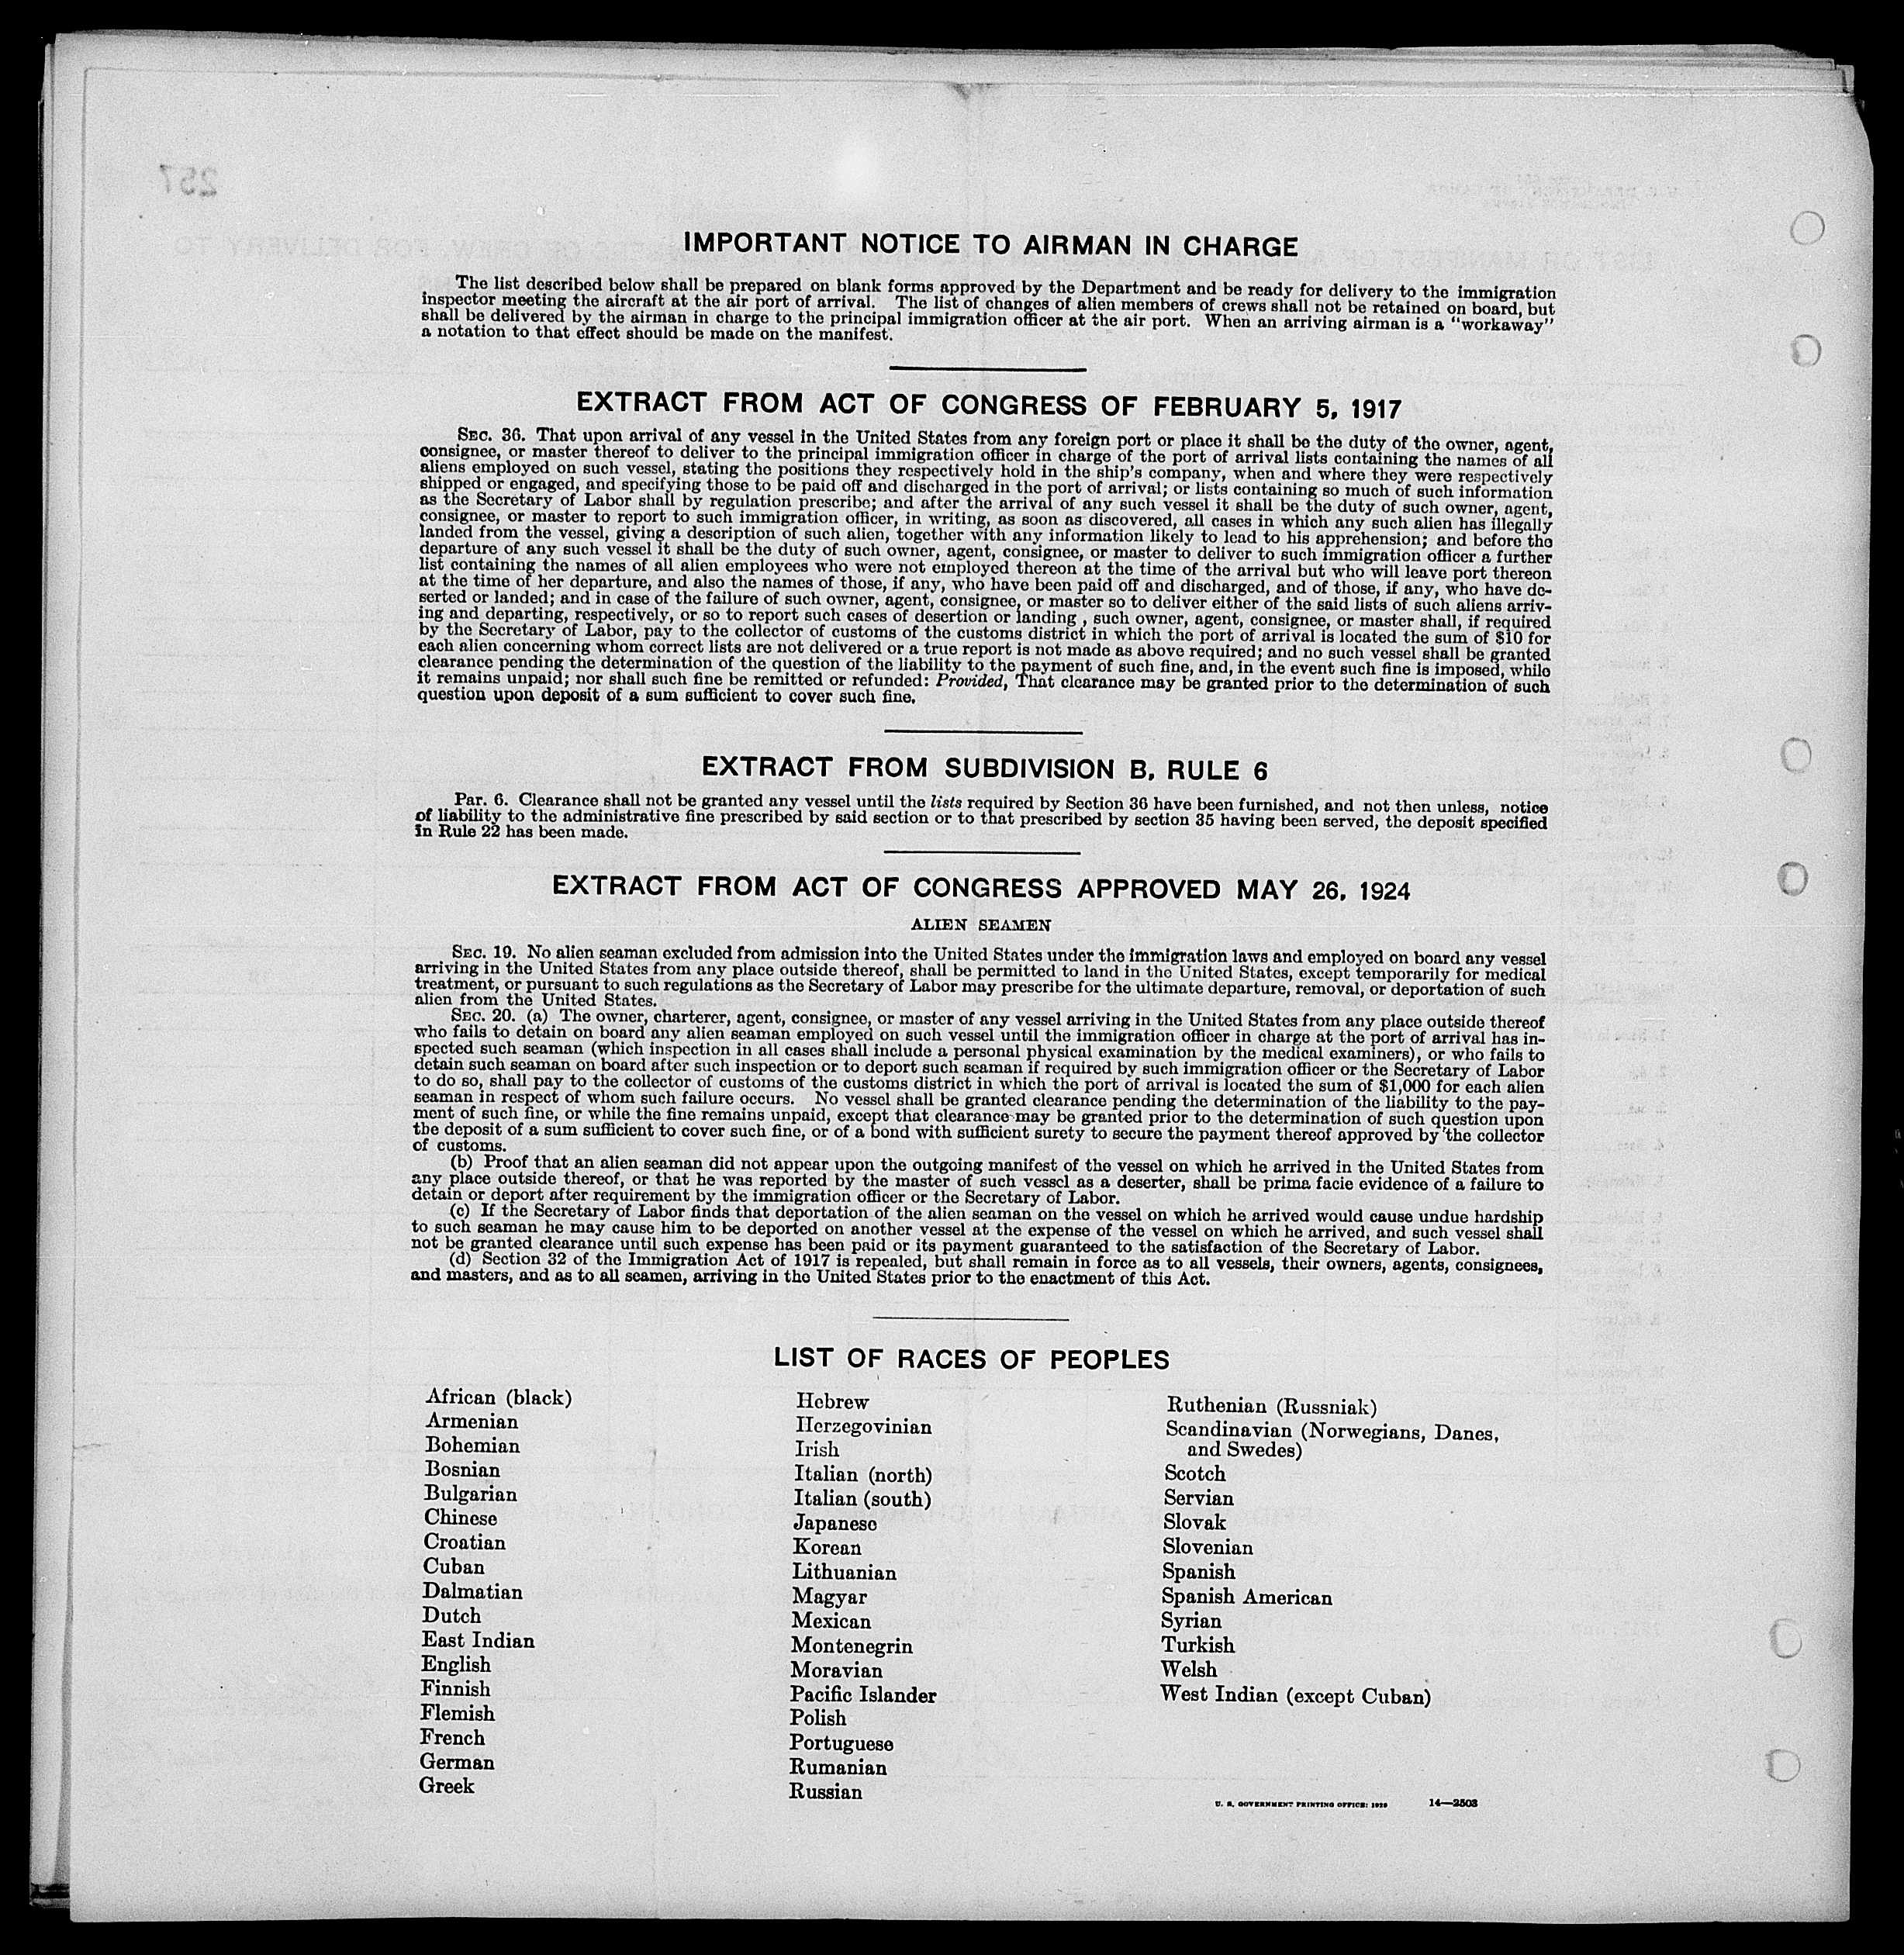 IMPORTANT NOTICE TO AIRMAN IN CHARGE
The list described below shall be prepared on blank forms approved by the Department and be ready for delivery to the immigration
inspector meeting the aircraft at the air port of arrival. The list of changes of alien members of crews shall not be retained on board, but
shall be delivered by the airman in charge to the principal immigration officer at the air port. When an arriving airman is a "workaway"
a notation to that effect should be made on the manifest.
EXTRACT FROM ACT OF CONGRESS OF FEBRUARY 5, 1917
SEC. 36. That upon arrival of any vessel in the United States from any foreign port or place it shall be the duty of the owner, agent,
consignee, or master thereof to deliver to the principal immigration officer in charge of the port of arrival lists containing the names of all
aliens employed on such vessel, stating the positions they respectively hold in the ship's company, when and where they were respectively
shipped or engaged, and specifying those to be paid off and discharged in the port of arrival; or lists containing so much of such information
as the Secretary of Labor shall by regulation prescribe; and after the arrival of any such vessel it shall be the duty of such owner, agent,
consignee, or master to report to such immigration officer, in writing, as soon as discovered, all cases in which any such alien has illegally
landed from the vessel, giving a description of such alien, together with any information likely to lead to his apprehension; and before the
departure of any such vessel it shall be the duty of such owner, agent, consignee, or master to deliver to such immigration officer a further
list containing the names of all alien employees who were not employed thereon at the time of the arrival but who will leave port thereon
at the time of her departure, and also the names of those, if any, who have been paid off and discharged, and of those, if any, who have de-
serted or landed; and in case of the failure of such owner, agent, consignee, or master so to deliver either of the said lists of such aliens arriv-
ing and departing, respectively, or so to report such cases of desertion or landing , such owner, agent, consignee, or master shall, if required
by the Secretary of Labor, pay to the collector of customs of the customs district in which the port of arrival is located the sum of $10 for
each alien concerning whom correct lists are not delivered or a true report is not made as above required; and no such vessel shall be granted
clearance pending the determination of the question of the liability to the payment of such fine, and, in the event such fine is imposed, while
it remains unpaid; nor shall such fine be remitted or refunded: Provided, That clearance may be granted prior to the determination of such
question upon deposit of a sum sufficient to cover such fine.
EXTRACT FROM SUBDIVISION B, RULE 6
Par. 6. Clearance shall not be granted any vessel until the lists required by Section 36 have been furnished, and not then unless, notice
of liability to the administrative fine prescribed by said section or to that prescribed by section 35 having been served, the deposit specified
in Rule 22 has been made.
EXTRACT FROM ACT OF CONGRESS APPROVED MAY 26, 1924
ALIEN SEAMEN
SEC. 19. No alien seaman excluded from admission into the United States under the immigration laws and employed on board any vessel
arriving in the United States from any place outside thereof, shall be permitted to land in the United States, except temporarily for medical
treatment, or pursuant to such regulations as the Secretary of Labor may prescribe for the ultimate departure, removal, or deportation of such
alien from the United States.
SEC. 20. (a) The owner, charterer, agent, consignee, or master of any vessel arriving in the United States from any place outside thereof
who fails to detain on board any alien seaman employed on such vessel until the immigration officer in charge at the port of arrival has in-
spected such seaman (which inspection in all cases shall include a personal physical examination by the medical examiners), or who fails to
detain such seaman on board after such inspection or to deport such seaman if required by such immigration officer or the Secretary of Labor
to do so, shall pay to the collector of customs of the customs district in which the port of arrival is located the sum of $1,000 for each alien
seaman in respect of whom such failure occurs. No vessel shall be granted clearance pending the determination of the liability to the pay-
ment of such fine, or while the fine remains unpaid, except that clearance may be granted prior to the determination of such question upon
the deposit of a sum sufficient to cover such fine, or of a bond with sufficient surety to secure the payment thereof approved by the collector
of customs.
(b) Proof that an alien seaman did not appear upon the outgoing manifest of the vessel on which he arrived in the United States from
any place outside thereof, or that he was reported by the master of such vessel as a deserter, shall be prima facie evidence of a failure to
detain or deport after requirement by the immigration officer or the Secretary of Labor.
(c) If the Secretary of Labor finds that deportation of the alien seaman on the vessel on which he arrived would cause undue hardship
to such seaman he may cause him to be deported on another vessel at the expense of the vessel on which he arrived, and such vessel shall
not be granted clearance until such expense has been paid or its payment guaranteed to the satisfaction of the Secretary of Labor.
(d) Section 32 of the Immigration Act of 1917 is repealed, but shall remain in force as to all vessels, their owners, agents, consignees,
and masters, and as to all seamen, arriving in the United States prior to the enactment of this Act.
LIST OF RACES OF PEOPLES
African (black)
Armenian
Bohemian
Bosnian
Bulgarian
Chinese
Croatian
Cuban
Dalmatian
Dutch
East Indian
English
Finnish
Flemish
French
German
Greek
Hebrew
Herzegovinian
Irish
Italian (north)
Italian (south)
Japanese
Korean
Lithuanian
Magyar
Mexican
Montenegrin
Moravian
Pacific Islander
Polish
Portuguese
Rumanian
Russian
Ruthenian (Russniak)
Scandinavian (Norwegians, Danes,
and Swedes)
Scotch
Servian
Slovak
Slovenian
Spanish
Spanish American
Syrian
Turkish
Welsh
West Indian (except Cuban)
U. S. GOVERNMENT PRINTING OFFICE: 1929 14—2503
257